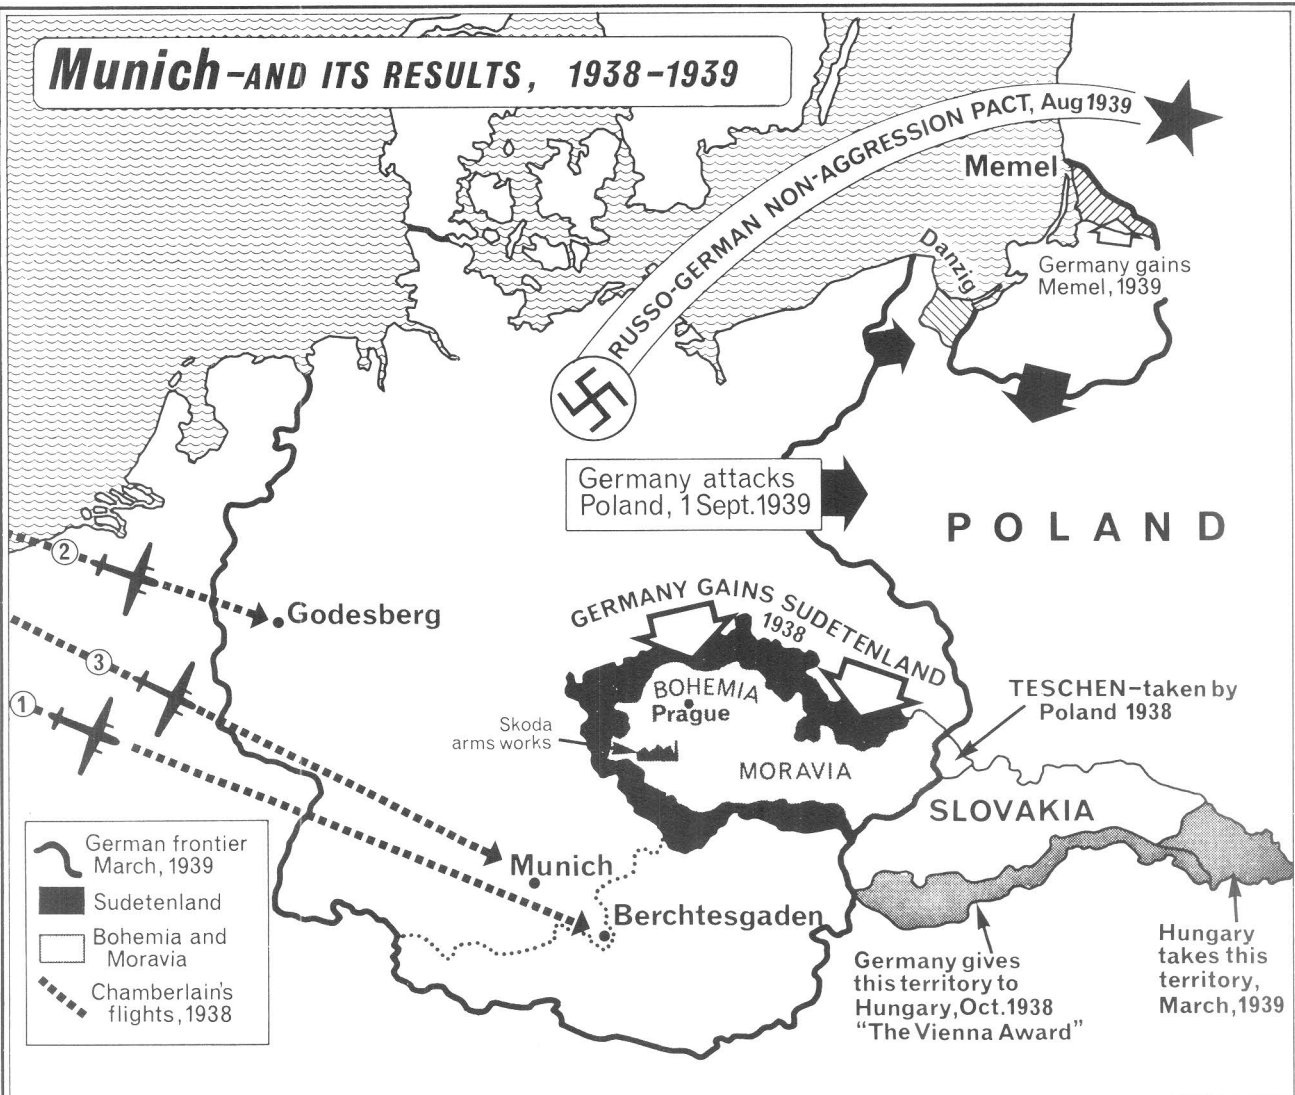 Munich—AND ITS RESULTS, 1938–1939
RUSSO-GERMAN NON-AGGRESSION PACT, Aug 1939
Memel
Danzig
Germany gains
Memel, 1939
Germany attacks
Poland, 1 Sept. 1939
POLAND
2
Godesberg
3
1
GERMANY GAINS SUDETENLAND
1938
BOHEMIA
Prague
Skoda
arms works
MORAVIA
TESCHEN–taken by
Poland 1938
SLOVAKIA
Munich
Berchtesgaden
German frontier
March, 1939
Sudetenland
Bohemia and
Moravia
Chamberlain's
flights, 1938
Germany gives
this territory to
Hungary, Oct. 1938
“The Vienna Award”
Hungary
takes this
territory,
March, 1939